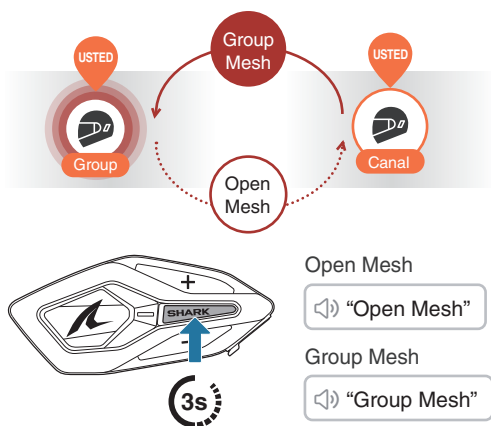 Group
Mesh
USTED
USTED
Group
Canal
Open
Mesh
+
SHARK
–
3s
Open Mesh
“Open Mesh”
Group Mesh
“Group Mesh”